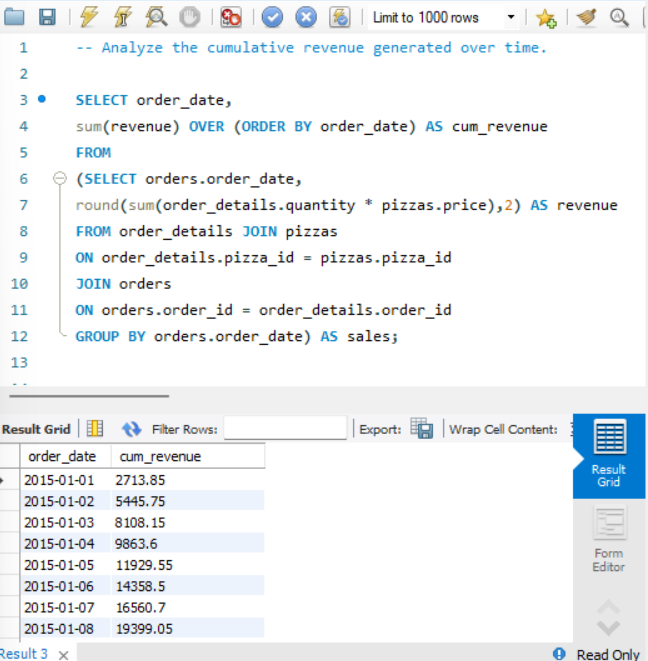 Limit to 1000 rows
1 -- Analyze the cumulative revenue generated over time.
2
3 SELECT order_date,
4 sum(revenue) OVER (ORDER BY order_date) AS cum_revenue
5 FROM
6 (SELECT orders.order_date,
7 round(sum(order_details.quantity * pizzas.price),2) AS revenue
8 FROM order_details JOIN pizzas
9 ON order_details.pizza_id = pizzas.pizza_id
10 JOIN orders
11 ON orders.order_id = order_details.order_id
12 GROUP BY orders.order_date) AS sales;
13
Result Grid Filter Rows: Export: Wrap Cell Content:
order_date cum_revenue
2015-01-01 2713.85
2015-01-02 5445.75
2015-01-03 8108.15
2015-01-04 9863.6
2015-01-05 11929.55
2015-01-06 14358.5
2015-01-07 16560.7
2015-01-08 19399.05
Result
Grid
Form
Editor
Result 3 × Read Only